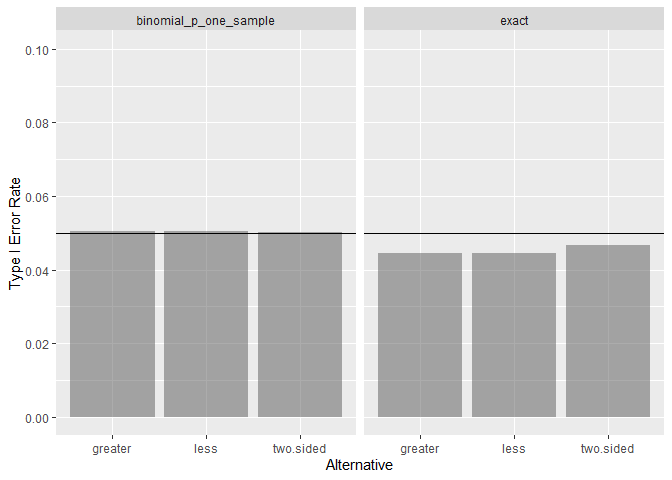 binomial_p_one_sample
exact
Type I Error Rate
0.10
0.08
0.06
0.04
0.02
0.00
greater less two.sided
greater less two.sided
Alternative